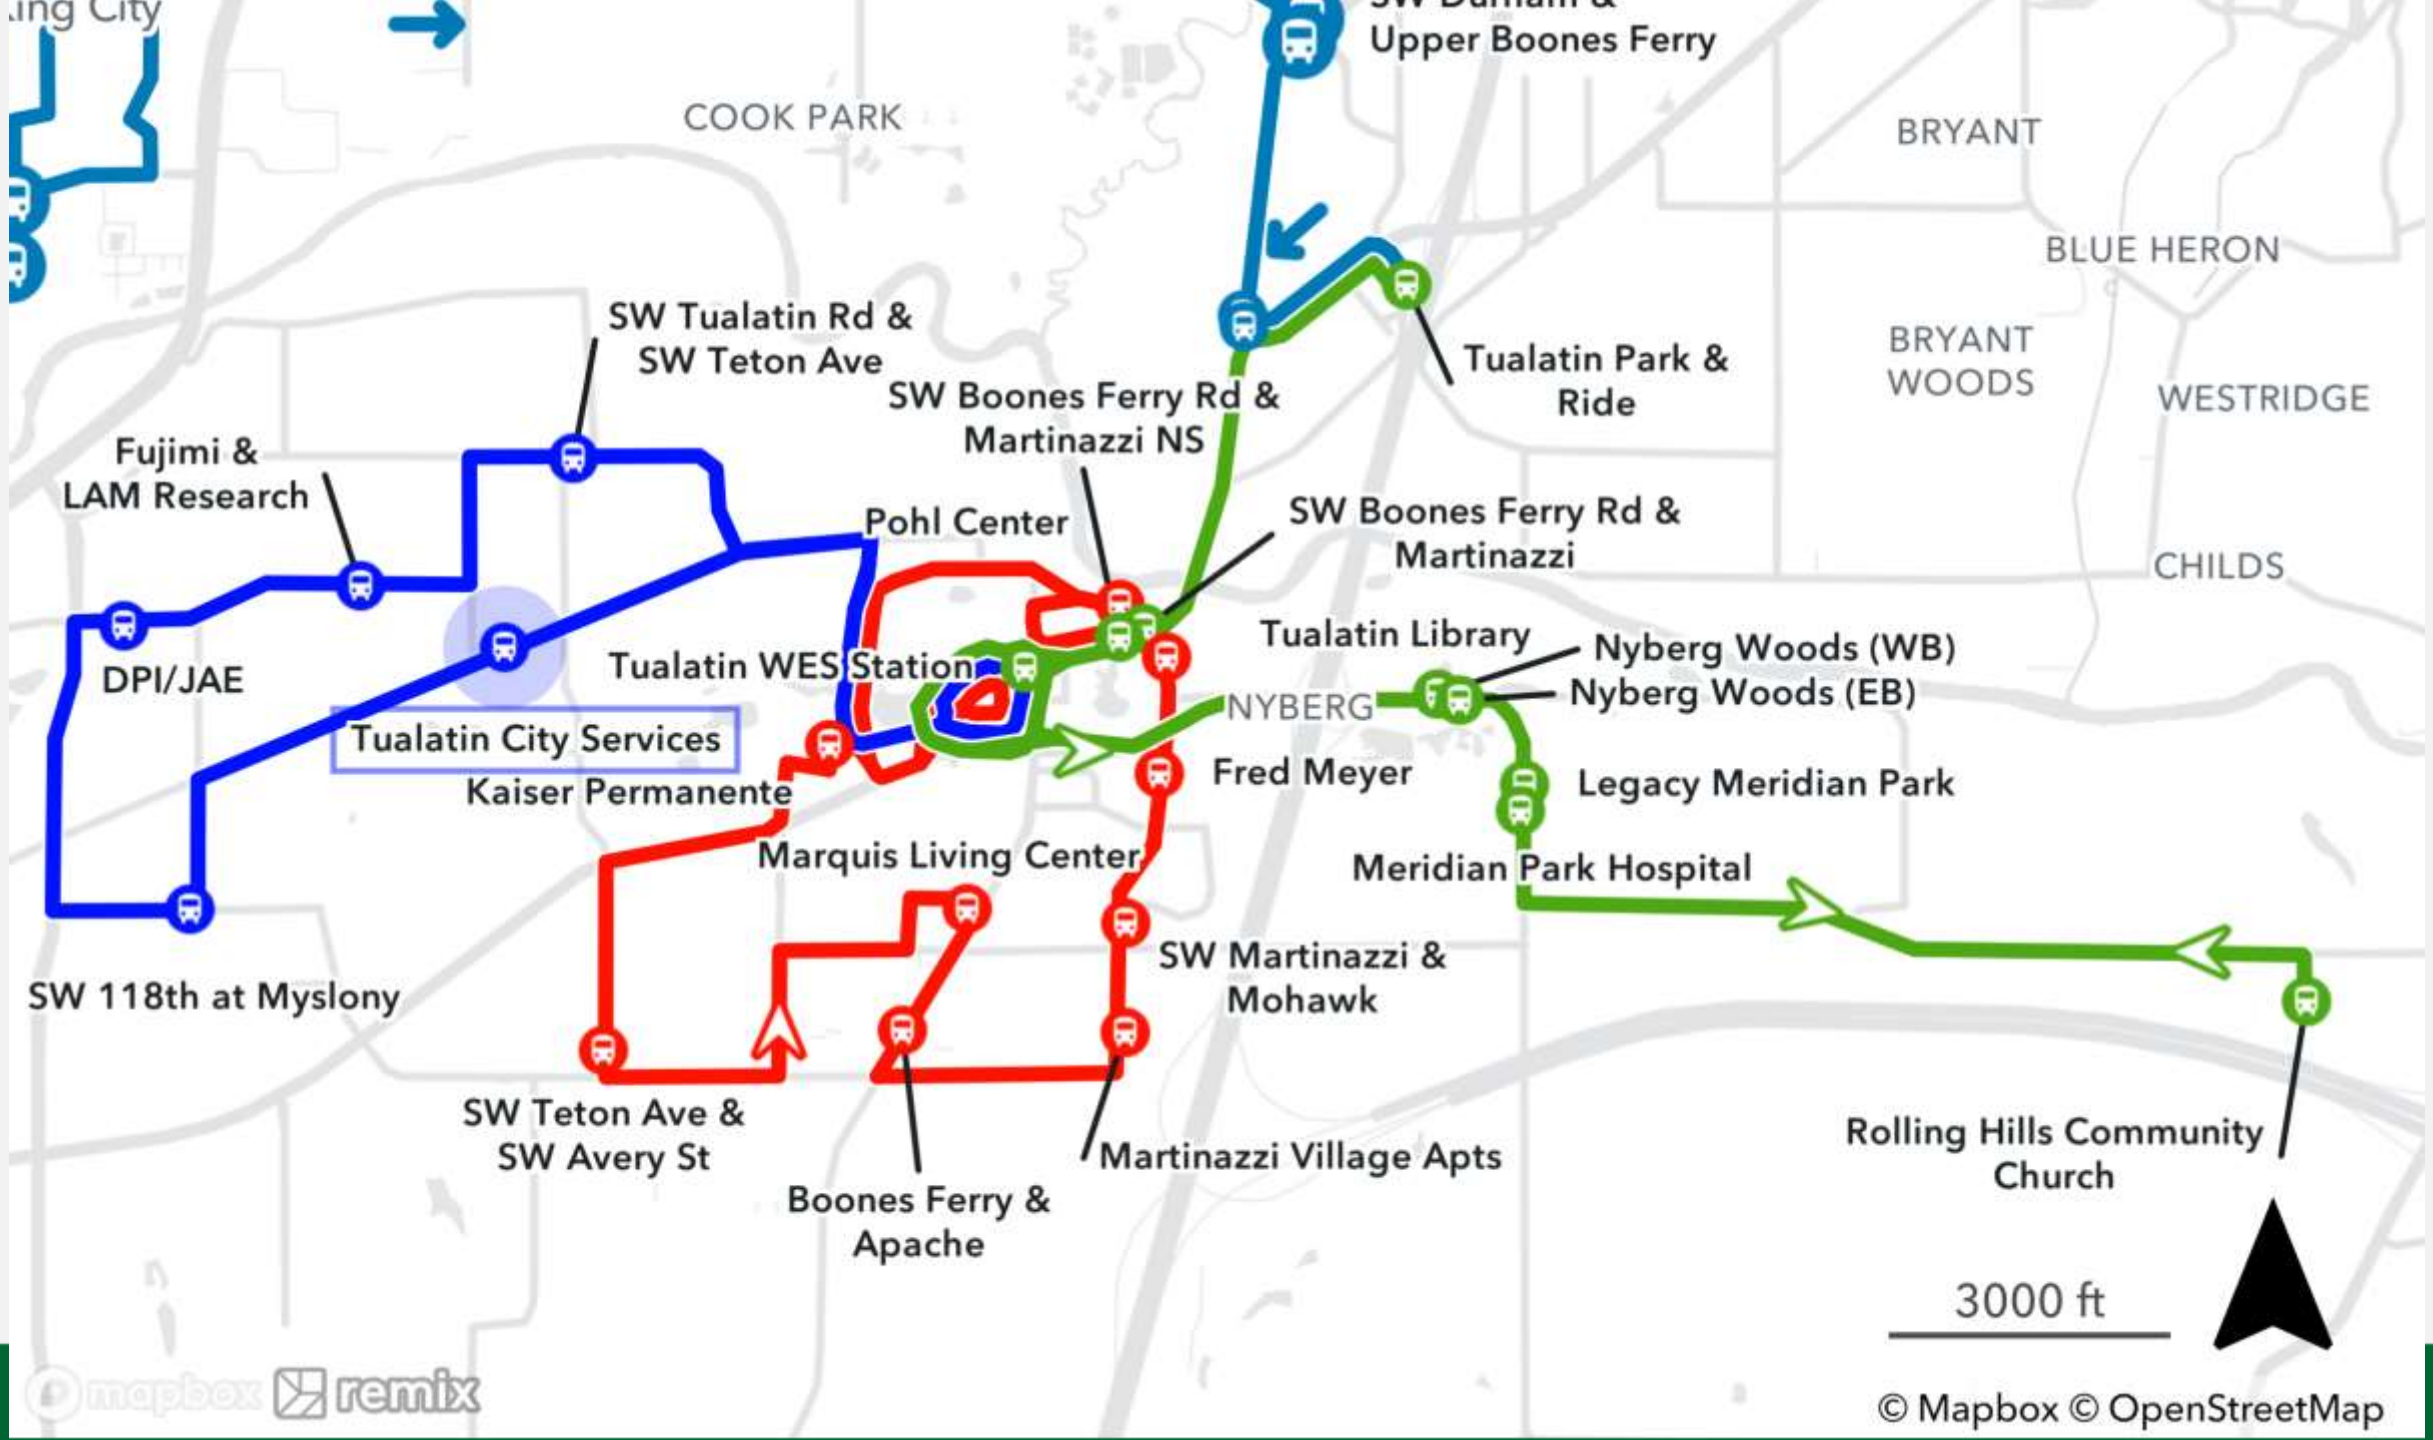 King City
SW Durham &
Upper Boones Ferry
COOK PARK
BRYANT
BLUE HERON
SW Tualatin Rd &
SW Teton Ave
Tualatin Park &
Ride
BRYANT
WOODS
WESTRIDGE
SW Boones Ferry Rd &
Martinazzi NS
Fujimi &
LAM Research
Pohl Center
SW Boones Ferry Rd &
Martinazzi
CHILDS
Tualatin Library
Nyberg Woods (WB)
Nyberg Woods (EB)
DPI/JAE
Tualatin WES Station
NYBERG
Tualatin City Services
Kaiser Permanente
Fred Meyer
Legacy Meridian Park
Marquis Living Center
Meridian Park Hospital
SW Martinazzi &
Mohawk
SW 118th at Myslony
SW Teton Ave &
SW Avery St
Martinazzi Village Apts
Rolling Hills Community
Church
Boones Ferry &
Apache
3000 ft
mapbox remix
© Mapbox © OpenStreetMap